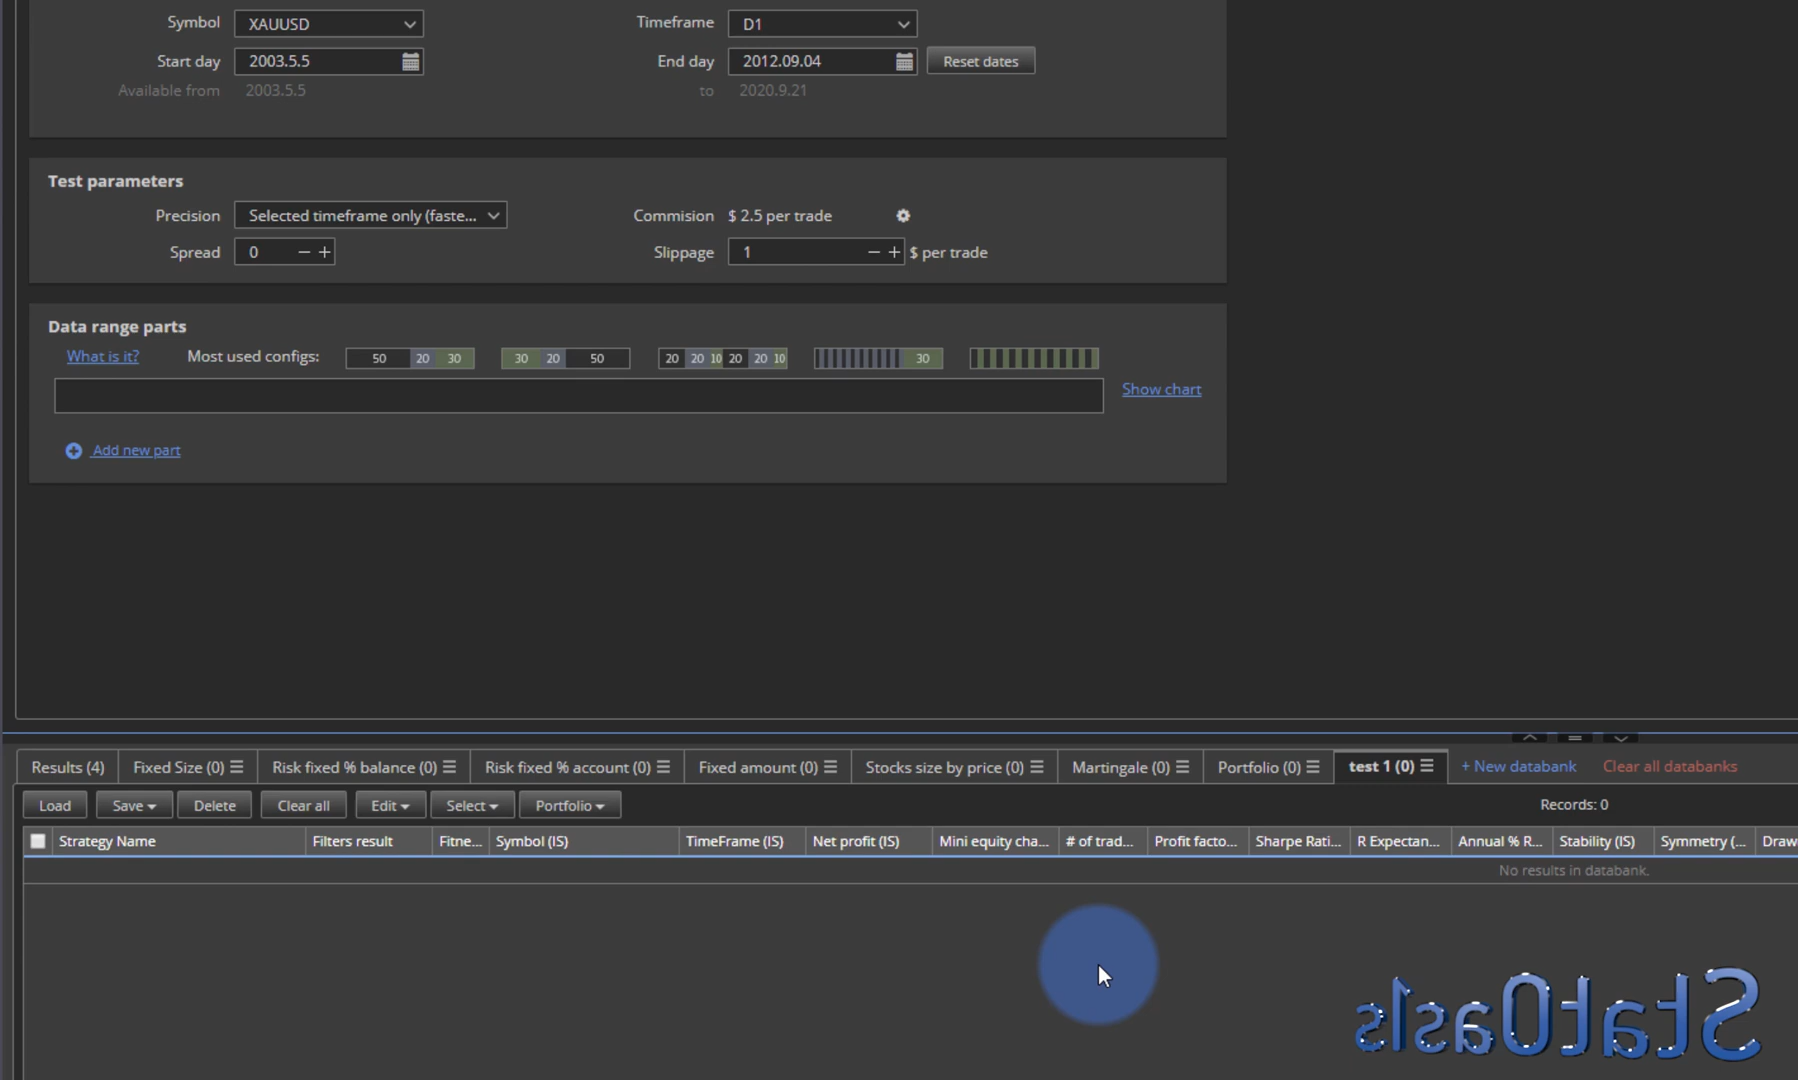 Symbol XAUUSD Timeframe D1
Start day 2003.5.5 End day 2012.09.04 Reset dates
Available from 2003.5.5 to 2020.9.21
Test parameters
Precision Selected timeframe only (faste... Commision $ 2.5 per trade
Spread 0 − + Slippage 1 − + $ per trade
Data range parts
What is it? Most used configs: 50 20 30 30 20 50 20 20 10 20 20 10 30
Show chart
Add new part
Results (4) Fixed Size (0) Risk fixed % balance (0) Risk fixed % account (0) Fixed amount (0) Stocks size by price (0) Martingale (0) Portfolio (0) test 1 (0) + New databank Clear all databanks
Load Save Delete Clear all Edit Select Portfolio Records: 0
Strategy Name Filters result Fitne... Symbol (IS) TimeFrame (IS) Net profit (IS) Mini equity cha... # of trad... Profit facto... Sharpe Rati... R Expectan... Annual % R... Stability (IS) Symmetry (... Draw
No results in databank.
StatOas1s